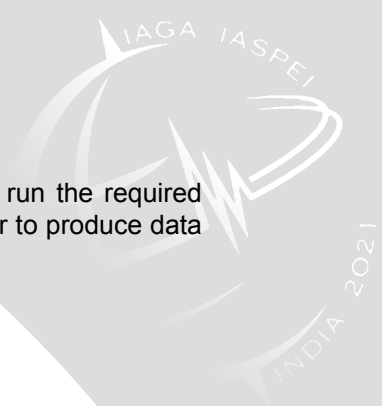 IAGA IASPEI
run the required
r to produce data
INDIA 2021